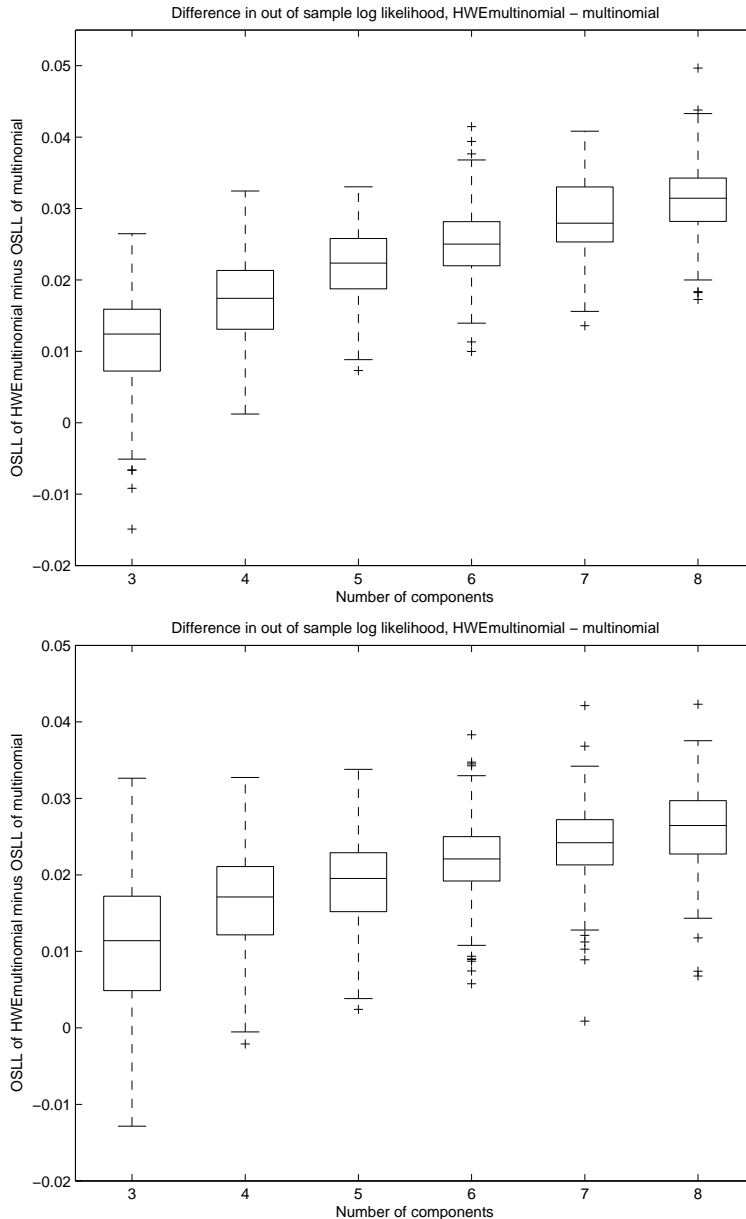 Difference in out of sample log likelihood, HWEmultinomial − multinomial
OSLL of HWEmultinomial minus OSLL of multinomial
0.05
0.04
0.03
0.02
0.01
0
−0.01
−0.02
3 4 5 6 7 8
Number of components
Difference in out of sample log likelihood, HWEmultinomial − multinomial
OSLL of HWEmultinomial minus OSLL of multinomial
0.05
0.04
0.03
0.02
0.01
0
−0.01
−0.02
3 4 5 6 7 8
Number of components